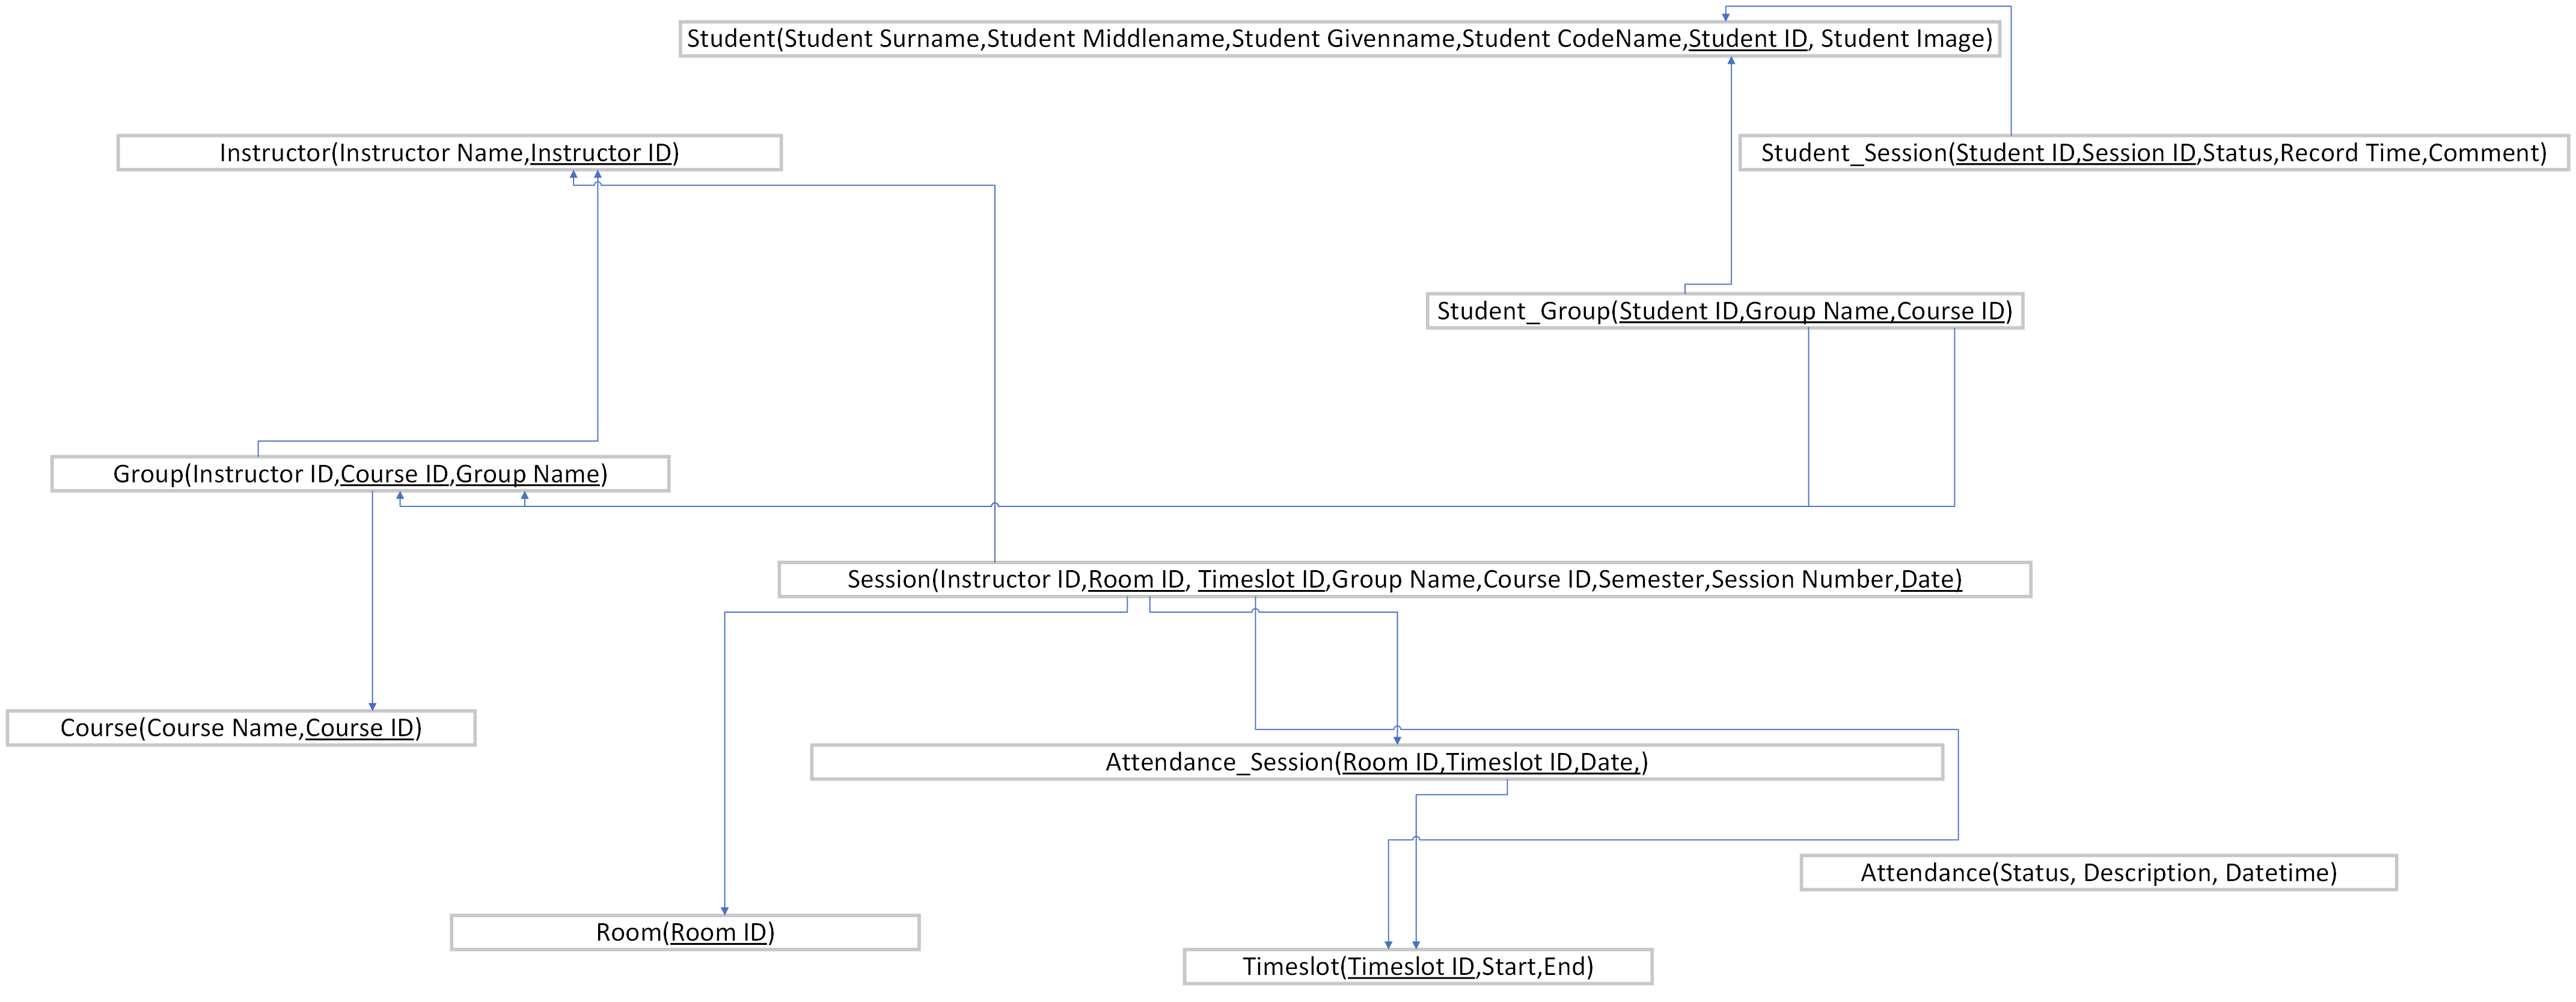 Student(Student Surname,Student Middlename,Student Givenname,Student CodeName,Student ID, Student Image)
Instructor(Instructor Name,Instructor ID)
Student_Session(Student ID,Session ID,Status,Record Time,Comment)
Student_Group(Student ID,Group Name,Course ID)
Group(Instructor ID,Course ID,Group Name)
Session(Instructor ID,Room ID, Timeslot ID,Group Name,Course ID,Semester,Session Number,Date)
Course(Course Name,Course ID)
Attendance_Session(Room ID,Timeslot ID,Date,)
Attendance(Status, Description, Datetime)
Room(Room ID)
Timeslot(Timeslot ID,Start,End)